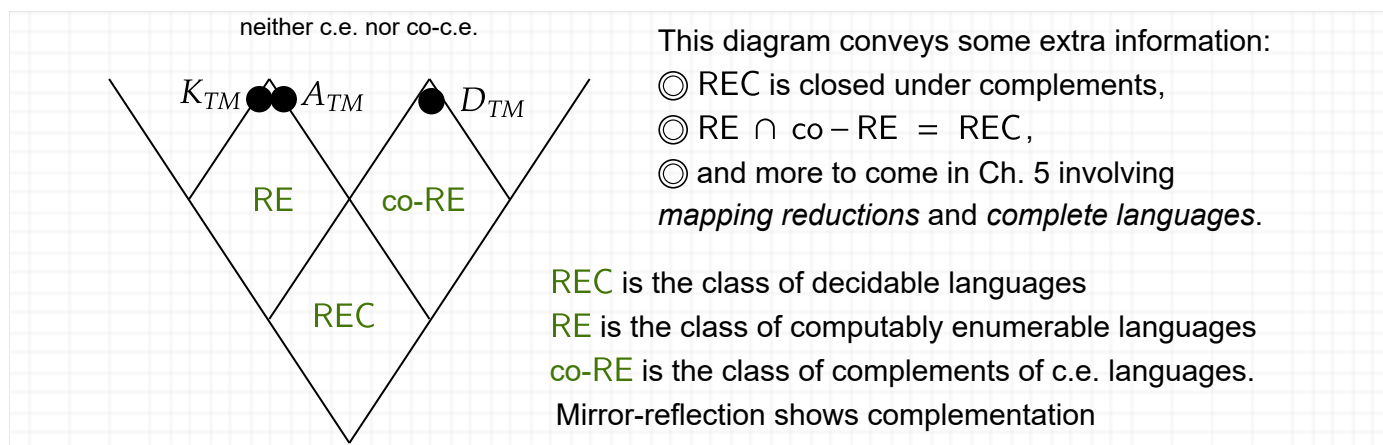 neither c.e. nor co-c.e.
K_TM A_TM D_TM
RE co-RE
REC
This diagram conveys some extra information:
◎ REC is closed under complements,
◎ RE ∩ co – RE = REC,
◎ and more to come in Ch. 5 involving
mapping reductions and complete languages.
REC is the class of decidable languages
RE is the class of computably enumerable languages
co-RE is the class of complements of c.e. languages.
Mirror-reflection shows complementation